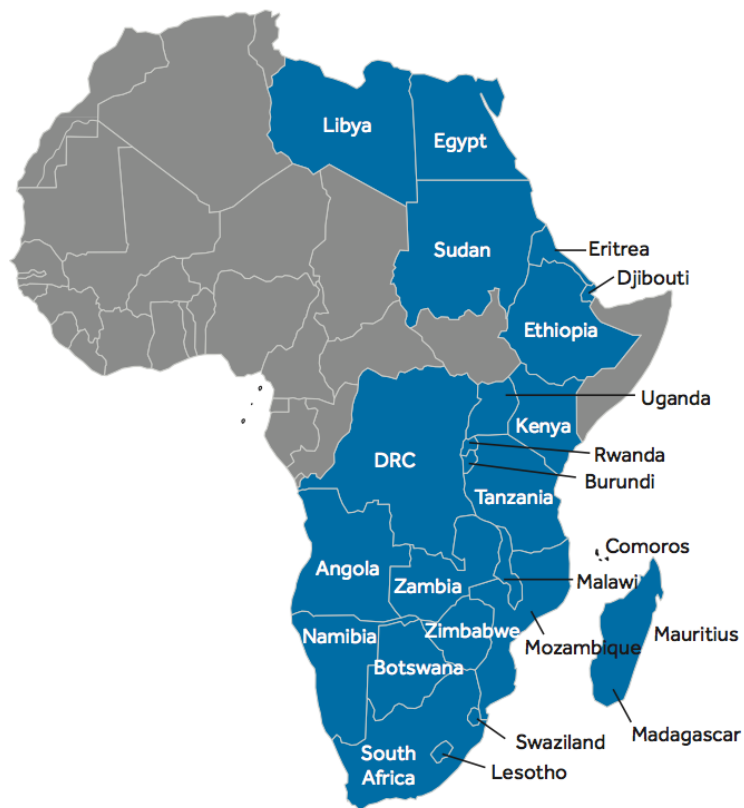 Libya
Egypt
Sudan
Eritrea
Djibouti
Ethiopia
Uganda
Kenya
Rwanda
DRC
Burundi
Tanzania
Comoros
Angola
Zambia
Malawi
Zimbabwe
Namibia
Mauritius
Mozambique
Botswana
Madagascar
Swaziland
South
Africa
Lesotho